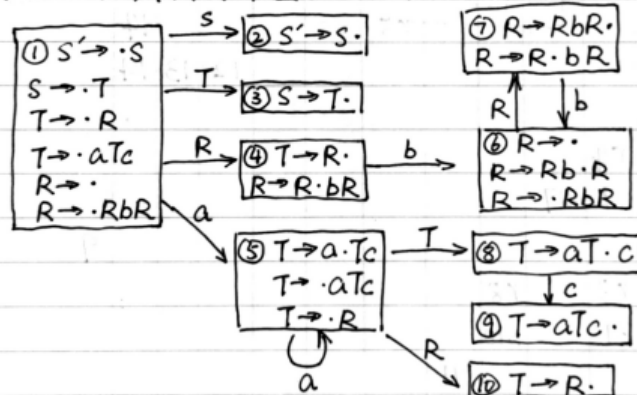 ① S' → ·S
S → ·T
T → ·R
T → ·aTc
R → ·
R → ·RbR
S
② S' → S·
T
③ S → T·
R
④ T → R·
R → R·bR
b
⑦ R → RbR·
R → R·bR
R
b
⑥ R → ·
R → Rb·R
R → ·RbR
a
⑤ T → a·Tc
T → ·aTc
T → ·R
a
T
⑧ T → aT·c
c
⑨ T → aTc·
R
⑩ T → R·